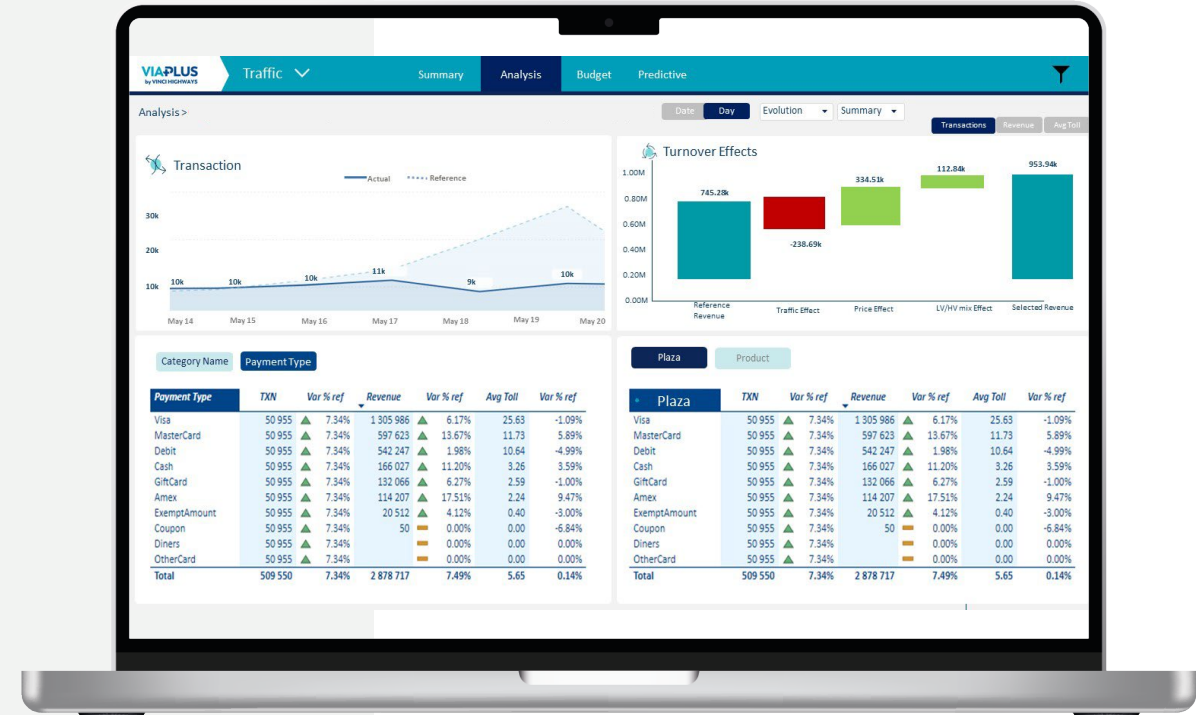 VIAPLUS
by VINCI HIGHWAYS
Traffic
Summary Analysis Budget Predictive
Analysis >
Date Day Evolution Summary
Transactions Revenue Avg Toll
Transaction
Actual Reference
30k
20k
10k
10k 10k 10k 11k 9k 10k
May 14 May 15 May 16 May 17 May 18 May 19 May 20
Turnover Effects
1.00M
0.80M
0.60M
0.40M
0.20M
0.00M
745.28k -238.69k 334.51k 112.84k 953.94k
Reference
Revenue
Traffic Effect Price Effect LV/HV mix Effect Selected Revenue
Category Name Payment Type
Payment Type TXN Var % ref Revenue Var % ref Avg Toll Var % ref
Visa 50 955 7.34% 1 305 986 6.17% 25.63 -1.09%
MasterCard 50 955 7.34% 597 623 13.67% 11.73 5.89%
Debit 50 955 7.34% 542 247 1.98% 10.64 -4.99%
Cash 50 955 7.34% 166 027 11.20% 3.26 3.59%
GiftCard 50 955 7.34% 132 066 6.27% 2.59 -1.00%
Amex 50 955 7.34% 114 207 17.51% 2.24 9.47%
ExemptAmount 50 955 7.34% 20 512 4.12% 0.40 -3.00%
Coupon 50 955 7.34% 50 0.00% 0.00 -6.84%
Diners 50 955 7.34% 0.00% 0.00 0.00%
OtherCard 50 955 7.34% 0.00% 0.00 0.00%
Total 509 550 7.34% 2 878 717 7.49% 5.65 0.14%
Plaza Product
Plaza TXN Var % ref Revenue Var % ref Avg Toll Var % ref
Visa 50 955 7.34% 1 305 986 6.17% 25.63 -1.09%
MasterCard 50 955 7.34% 597 623 13.67% 11.73 5.89%
Debit 50 955 7.34% 542 247 1.98% 10.64 -4.99%
Cash 50 955 7.34% 166 027 11.20% 3.26 3.59%
GiftCard 50 955 7.34% 132 066 6.27% 2.59 -1.00%
Amex 50 955 7.34% 114 207 17.51% 2.24 9.47%
ExemptAmount 50 955 7.34% 20 512 4.12% 0.40 -3.00%
Coupon 50 955 7.34% 50 0.00% 0.00 -6.84%
Diners 50 955 7.34% 0.00% 0.00 0.00%
OtherCard 50 955 7.34% 0.00% 0.00 0.00%
Total 509 550 7.34% 2 878 717 7.49% 5.65 0.14%